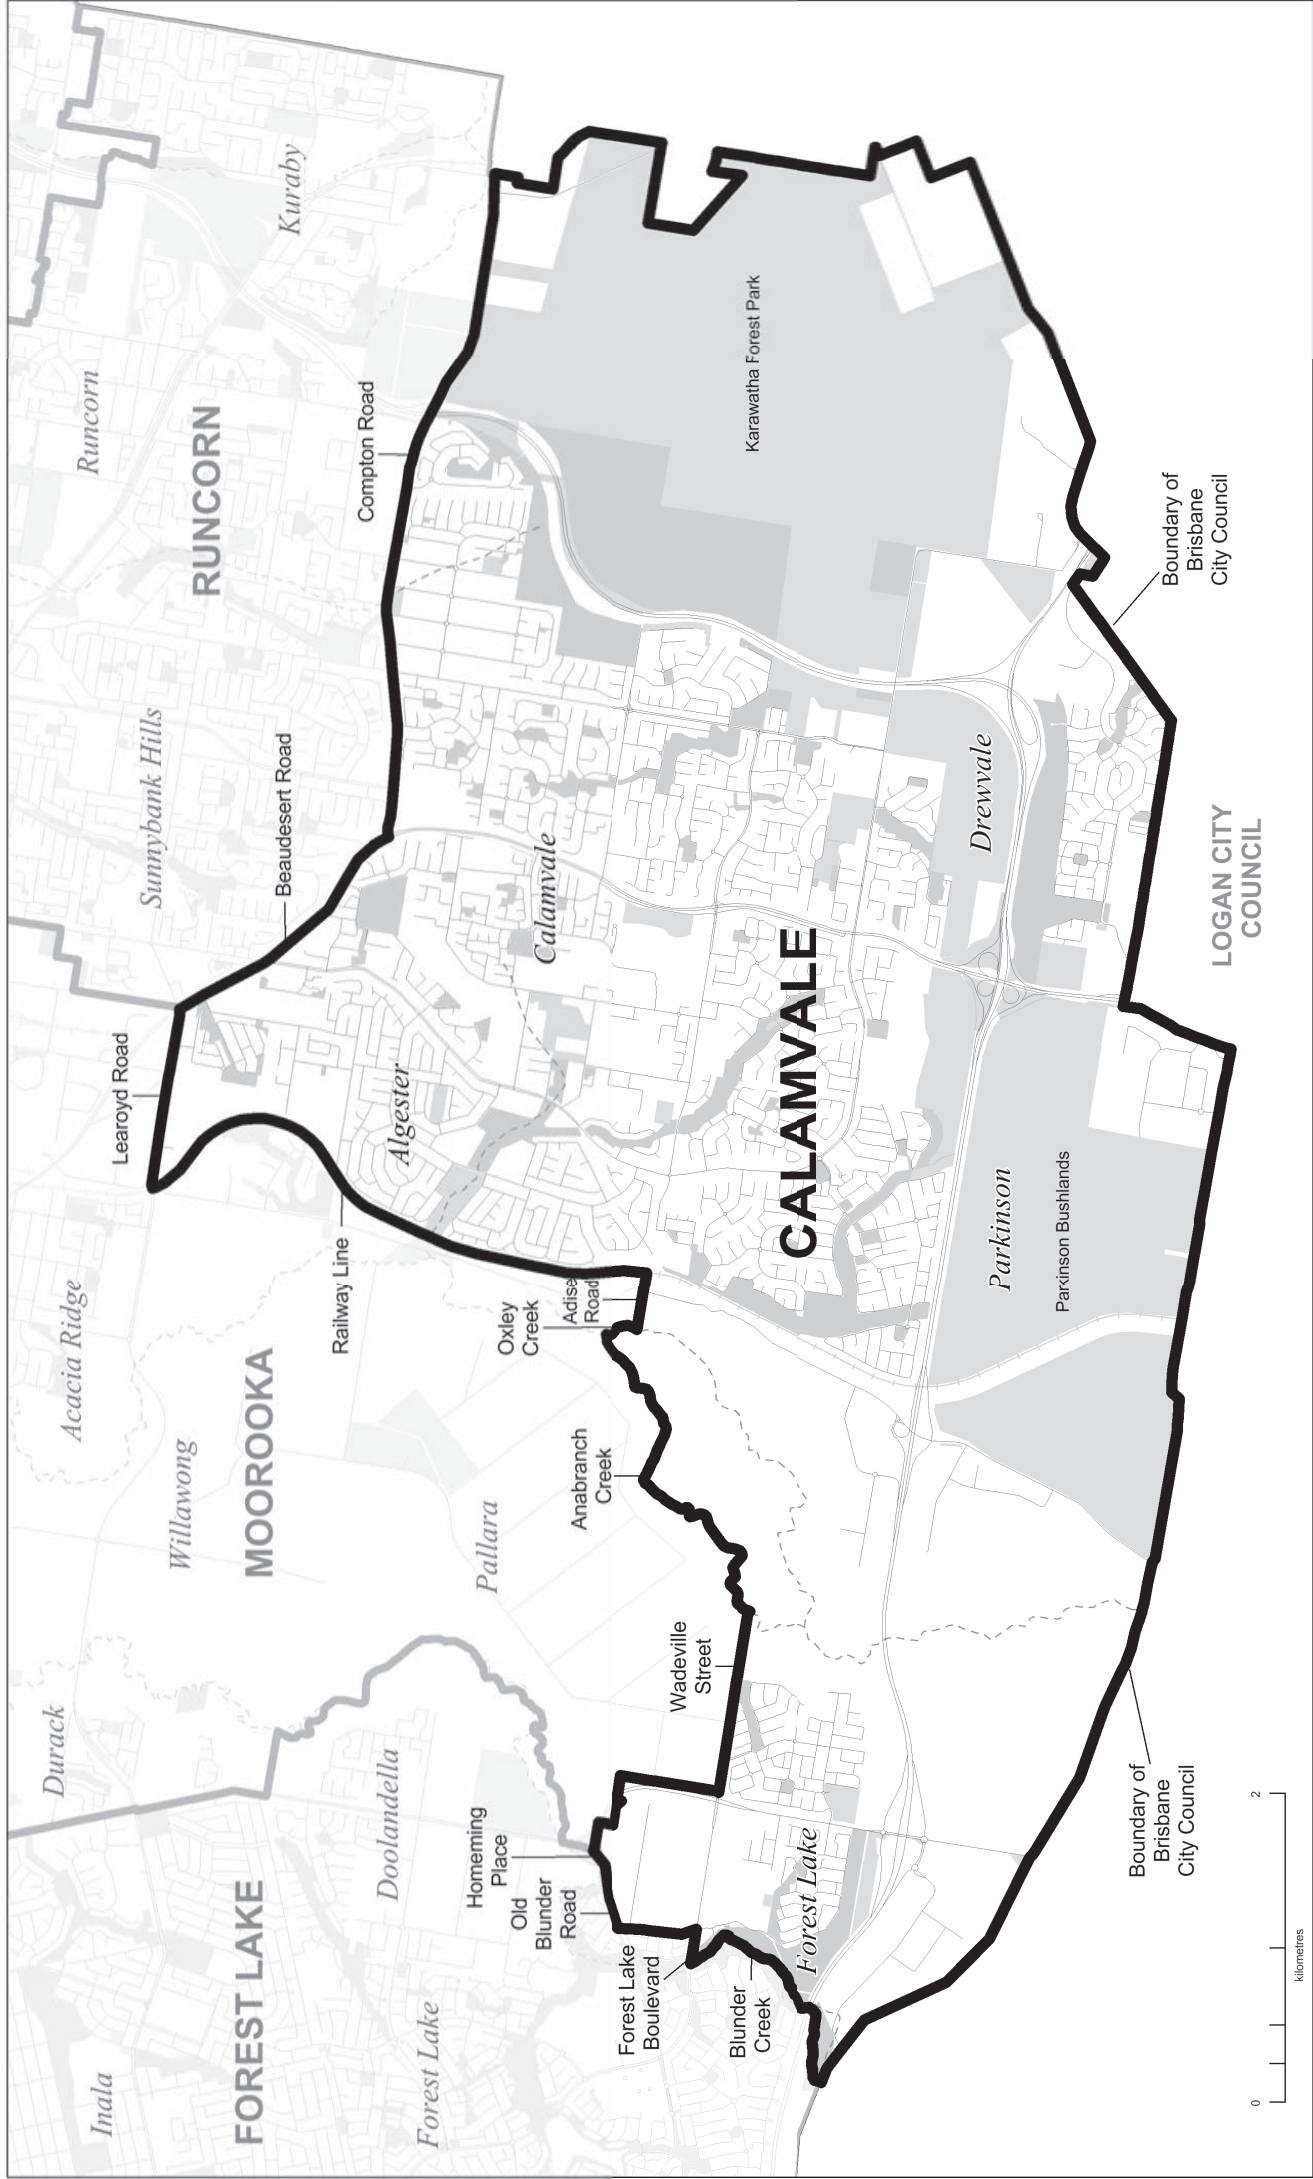 Inala
FOREST LAKE
Forest Lake
Durack
Doolandella
Acacia Ridge
Willawong
MOOROOKA
Pallara
Sunnybank Hills
Runcorn
RUNCORN
Kuraby
Learoyd Road
Beaudesert Road
Compton Road
Railway Line
Oxley
Creek
Adise
Road
Anabranch
Creek
Wadeville
Street
Homeming
Place
Old
Blunder
Road
Forest Lake
Boulevard
Blunder
Creek
Forest Lake
Algester
Calamvale
CALAMVALE
Parkinson
Parkinson Bushlands
Drewvale
Karawatha Forest Park
Boundary of
Brisbane
City Council
LOGAN CITY
COUNCIL
Boundary of
Brisbane
City Council
0
2
kilometres